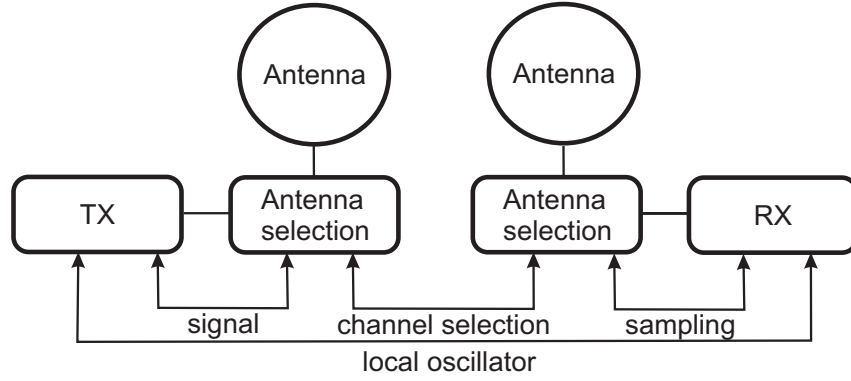 Antenna
Antenna
TX
Antenna
selection
Antenna
selection
RX
signal
channel selection
sampling
local oscillator